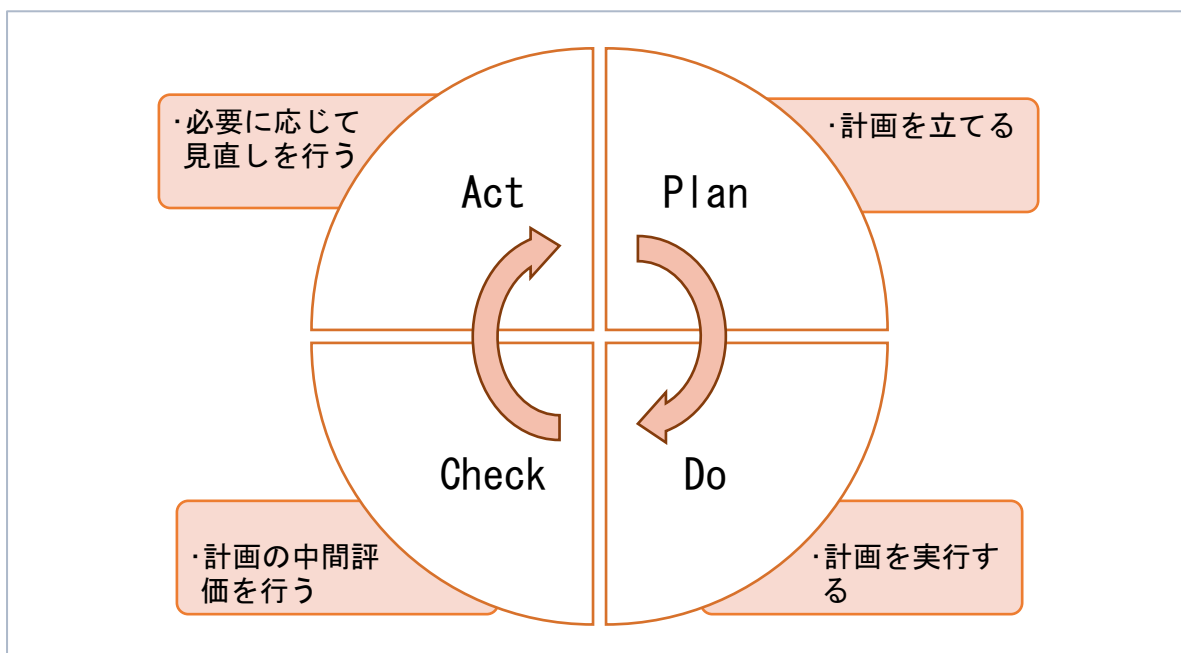 ・必要に応じて
見直しを行う
・計画を立てる
Act
Plan
Check
Do
・計画の中間評
価を行う
・計画を実行す
る